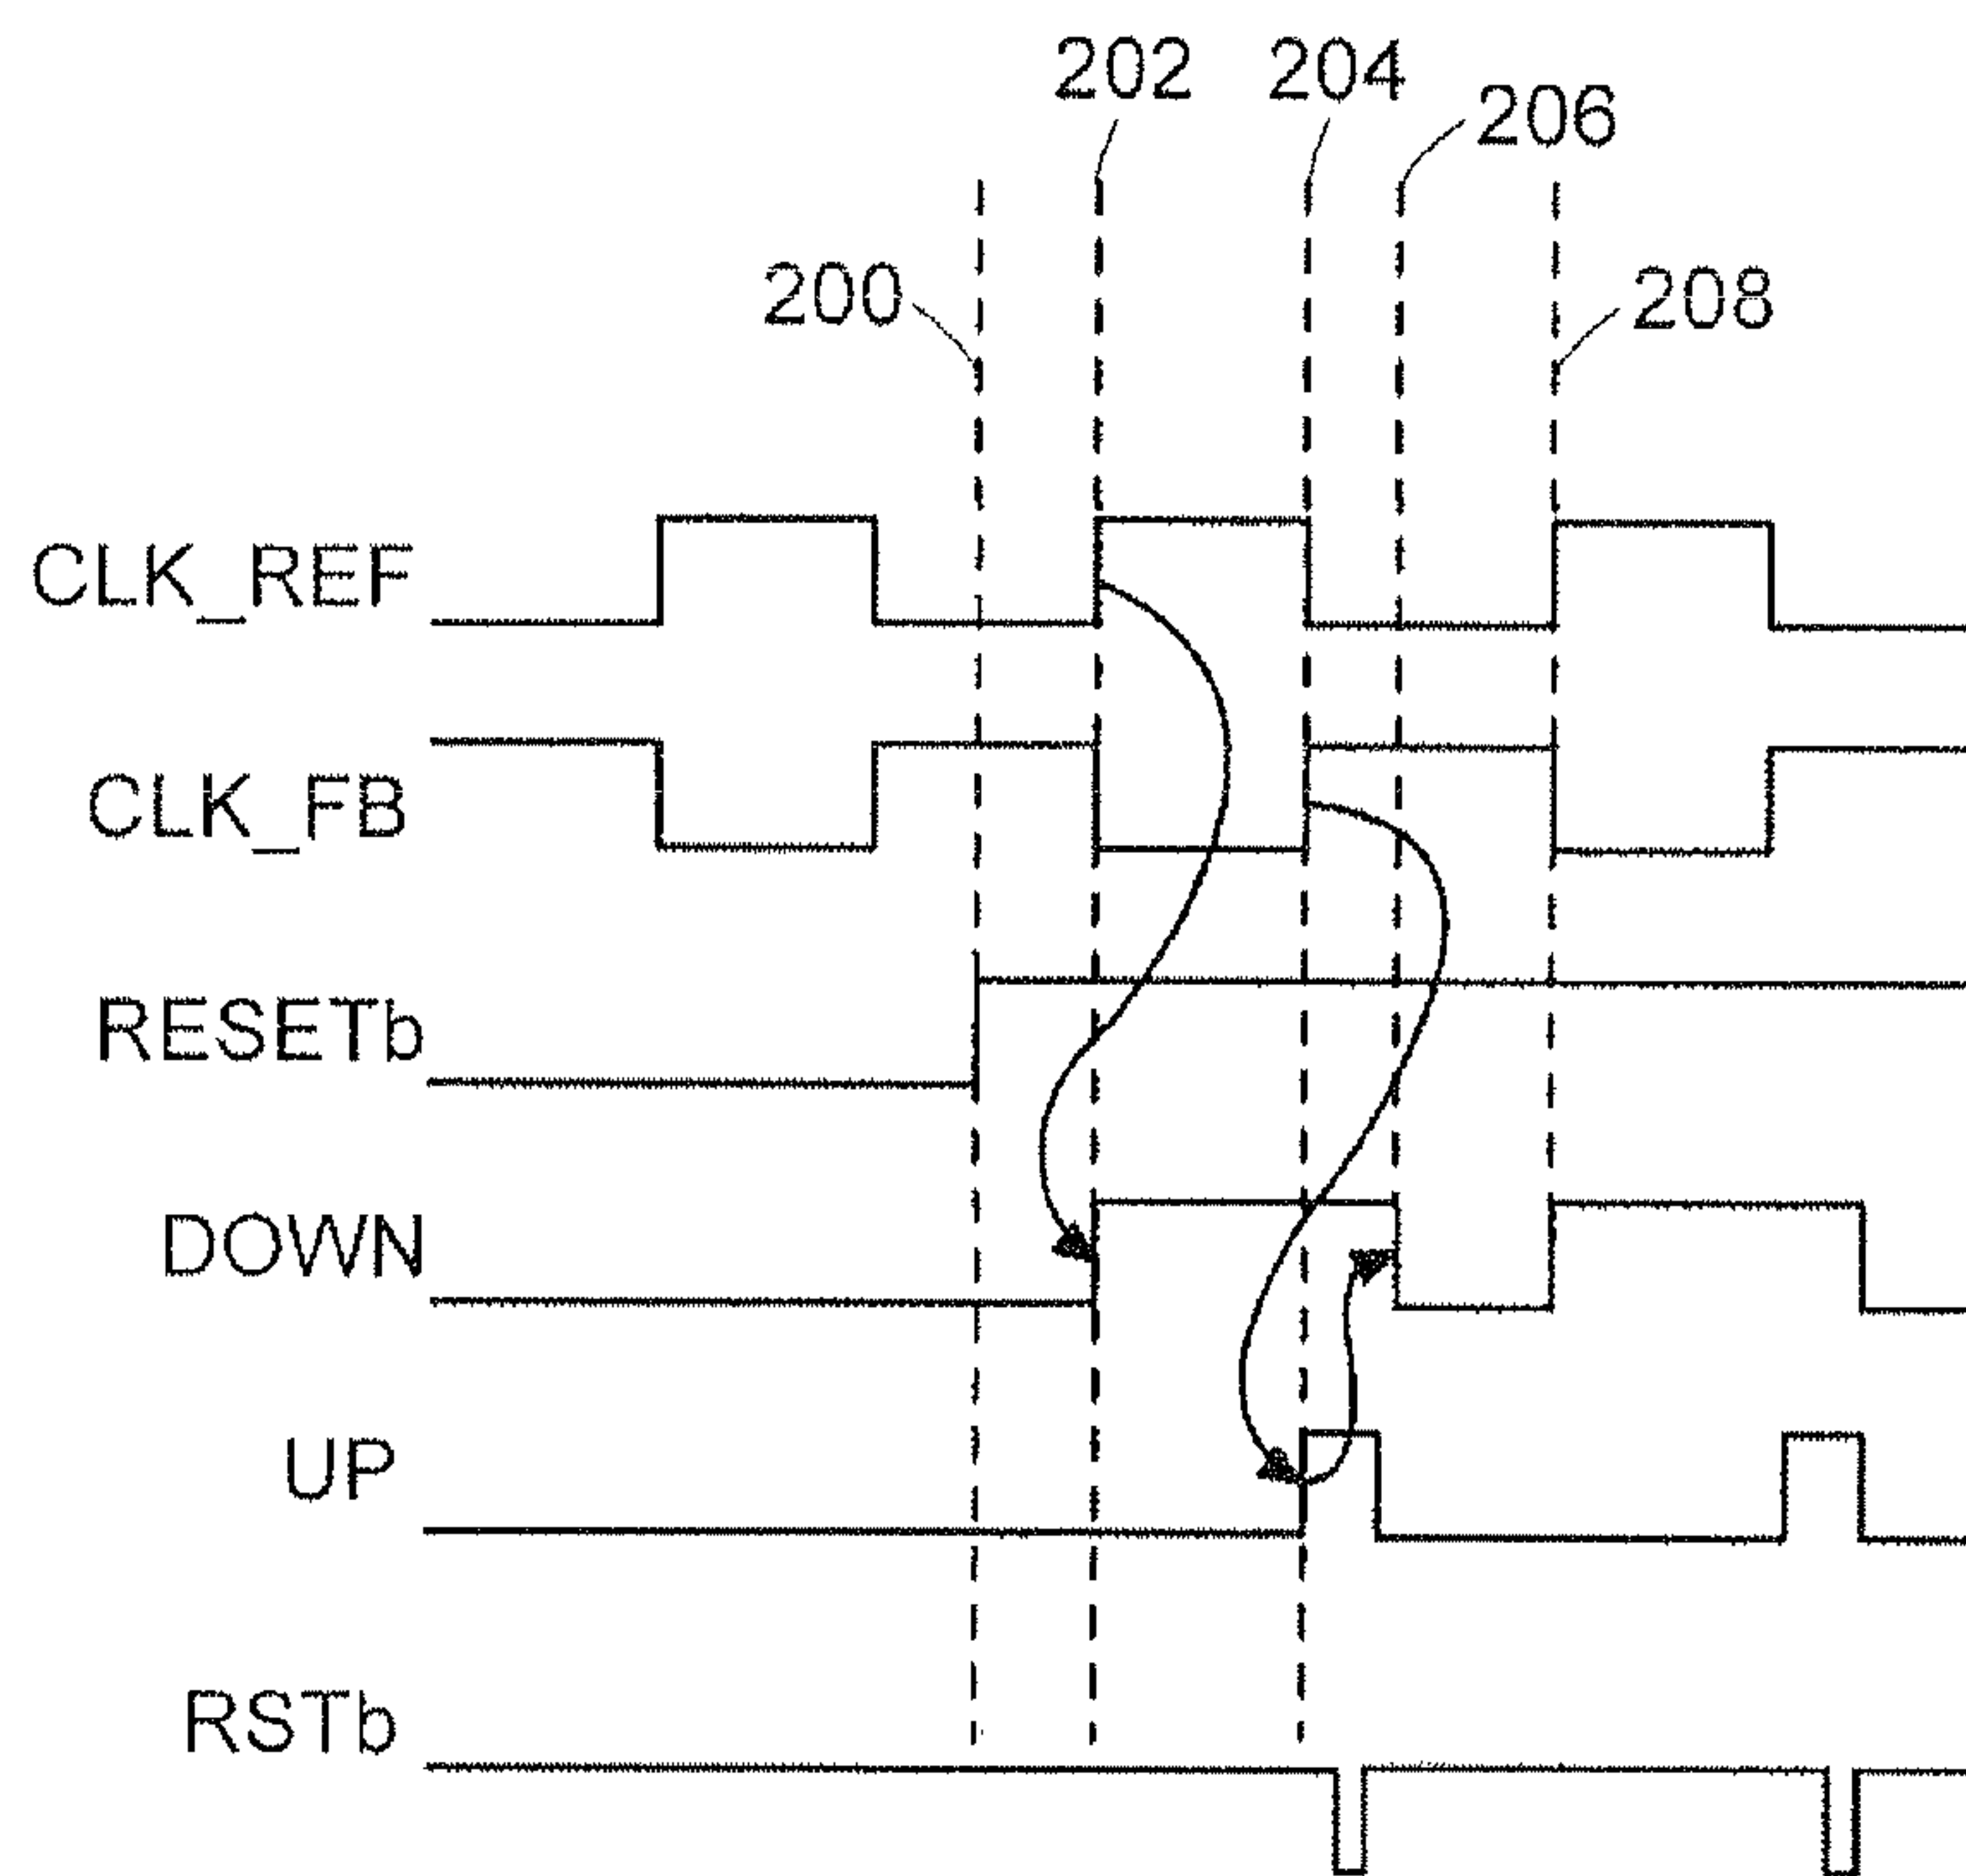 202
204
206
200
208
CLK_REF
CLK_FB
RESETb
DOWN
UP
RSTb